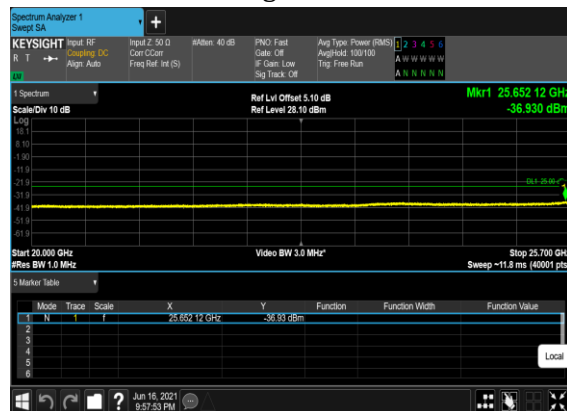 Spectrum Analyzer 1
Swept SA
+
KEYSIGHT Input: RF Input Z: 50 Ω #Atten: 40 dB PNO: Fast Avg Type: Power (RMS) 1 2 3 4 5 6
R T Coupling: DC Corr CCorr Gate: Off Avg|Hold: 100/100 A W W W W W
Align: Auto Freq Ref: Int (S) IF Gain: Low Trig: Free Run
LW Sig Track: Off A N N N N N
1 Spectrum Ref Lvl Offset 5.10 dB Mkr1 25.652 12 GHz
Scale/Div 10 dB Ref Level 28.10 dBm -36.930 dBm
Log
18.1
8.10
-1.90
-11.9
-21.9 DL1 -25.00
-31.9
-41.9
-51.9
-61.9
Start 20.000 GHz Video BW 3.0 MHz* Stop 25.700 GHz
#Res BW 1.0 MHz Sweep ~11.8 ms (40001 pts
5 Marker Table
Mode Trace Scale X Y Function Function Width Function Value
1 N 1 f 25.652 12 GHz -36.93 dBm
2
3
4
5
6
Local
? Jun 16, 2021
9:57:53 PM